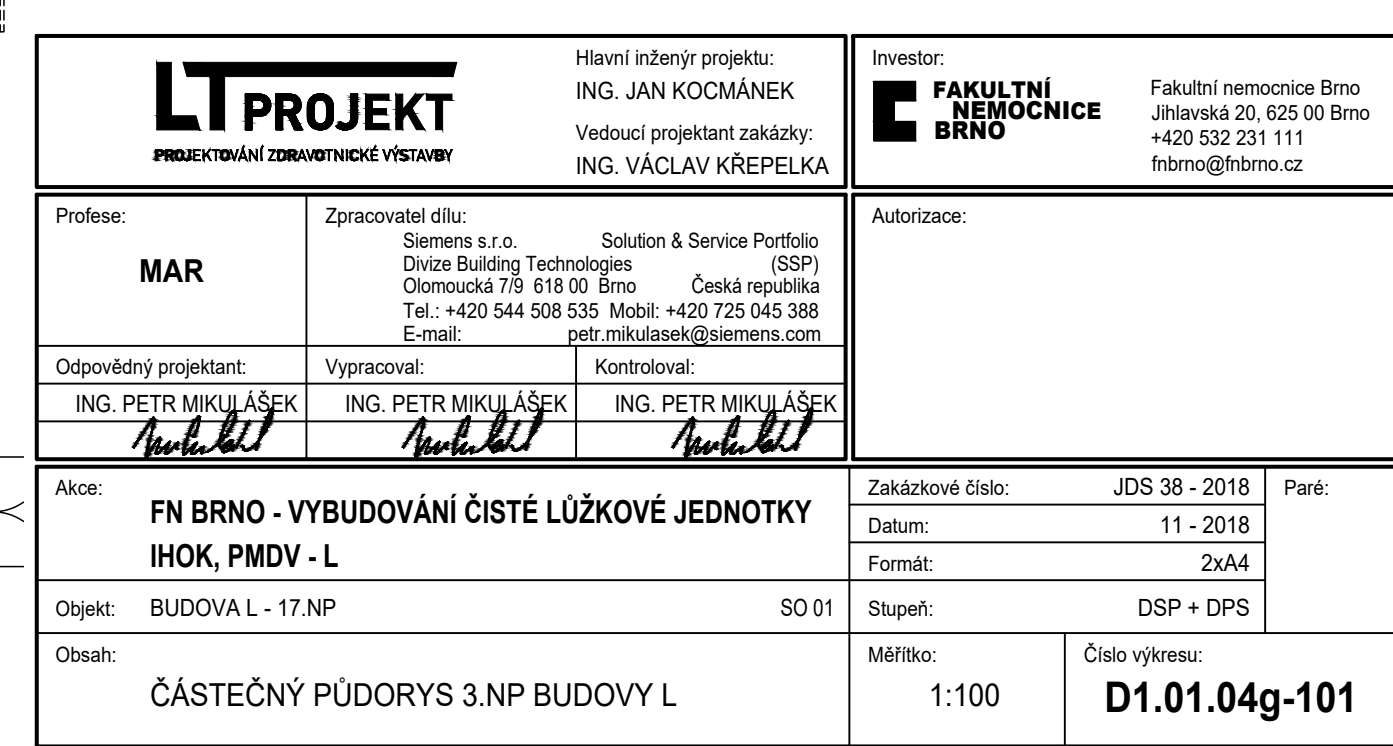 LT PROJEKT
PROJEKTOVÁNÍ ZDRAVOTNICKÉ VÝSTAVBY
Hlavní inženýr projektu:
ING. JAN KOCMÁNEK
Vedoucí projektant zakázky:
ING. VÁCLAV KŘEPELKA
Investor:
FAKULTNÍ
NEMOCNICE
BRNO
Fakultní nemocnice Brno
Jihlavská 20, 625 00 Brno
+420 532 231 111
fnbrno@fnbrno.cz
Profese:
MAR
Zpracovatel dílu:
Siemens s.r.o. Solution & Service Portfolio
Divize Building Technologies (SSP)
Olomoucká 7/9 618 00 Brno Česká republika
Tel.: +420 544 508 535 Mobil: +420 725 045 388
E-mail: petr.mikulasek@siemens.com
Autorizace:
Odpovědný projektant: Vypracoval: Kontroloval:
ING. PETR MIKULÁŠEK ING. PETR MIKULÁŠEK ING. PETR MIKULÁŠEK
Akce:
FN BRNO - VYBUDOVÁNÍ ČISTÉ LŮŽKOVÉ JEDNOTKY
IHOK, PMDV - L
Zakázkové číslo: JDS 38 - 2018
Paré:
Datum: 11 - 2018
Formát: 2xA4
Objekt: BUDOVA L - 17.NP SO 01
Stupeň: DSP + DPS
Obsah:
ČÁSTEČNÝ PŮDORYS 3.NP BUDOVY L
Měřítko:
1:100
Číslo výkresu:
D1.01.04g-101